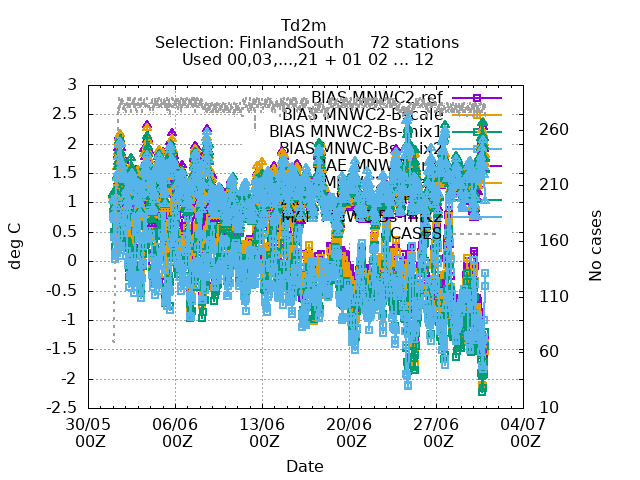 Td2m
Selection: FinlandSouth 72 stations
Used 00,03,...,21 + 01 02 ... 12
BIAS MNWC2-ref
BIAS MNWC2-B
BIAS MNWC2-Bs-mix1
BIAS MNWC-Bs-mix2
CASES
deg C
No cases
3
2.5
2
1.5
1
0.5
0
-0.5
-1
-1.5
-2
-2.5
260
210
160
110
60
10
30/05 06/06 13/06 20/06 27/06 04/07
00Z 00Z 00Z 00Z 00Z 00Z
Date